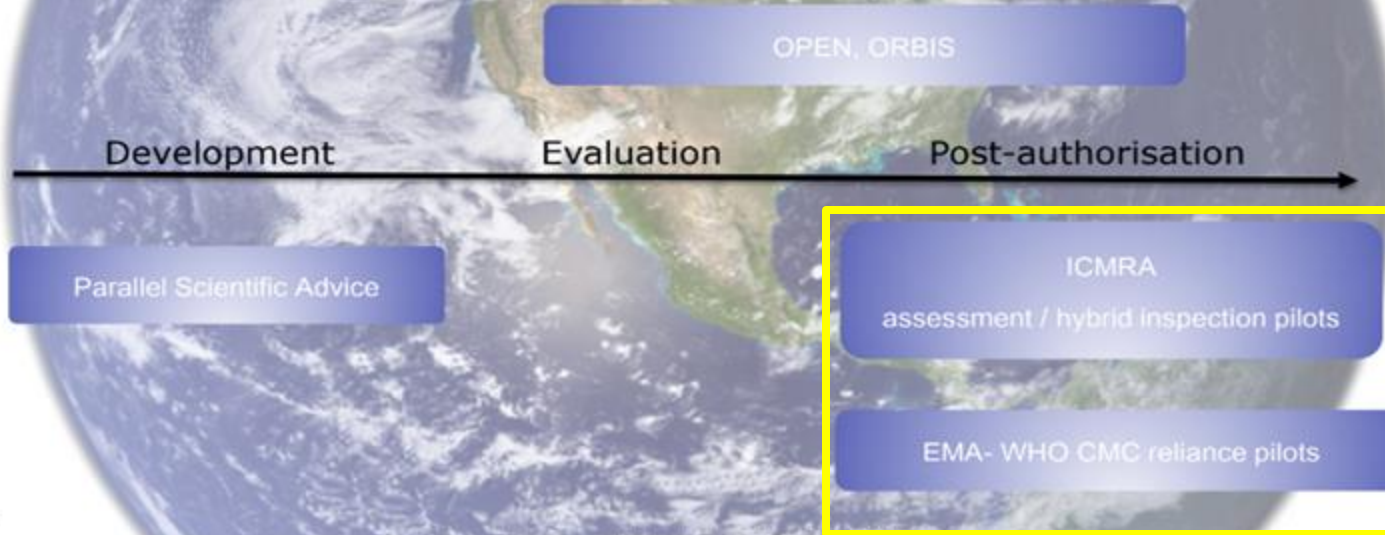 OPEN, ORBIS
Development Evaluation Post-authorisation
Parallel Scientific Advice
ICMRA
assessment / hybrid inspection pilots
EMA- WHO CMC reliance pilots